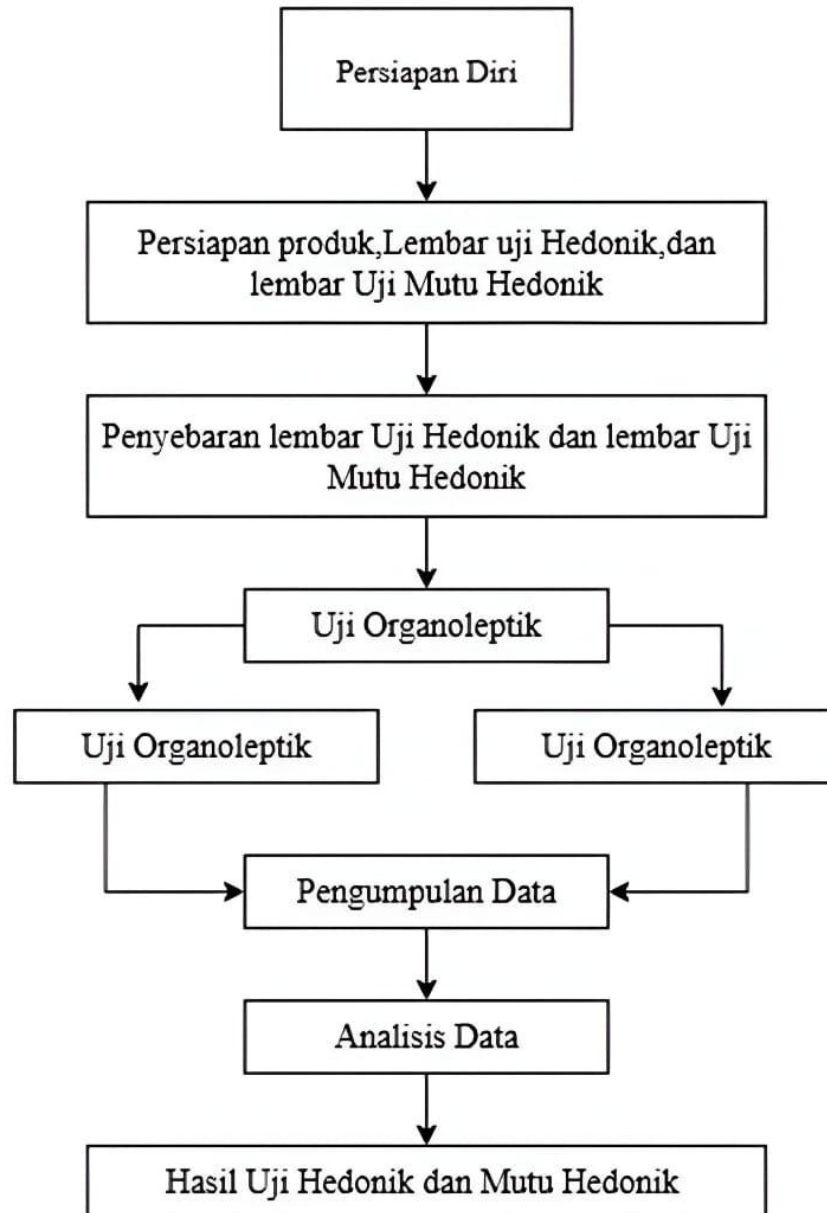 Persiapan Diri
Persiapan produk,Lembar uji Hedonik,dan
lembar Uji Mutu Hedonik
Penyebaran lembar Uji Hedonik dan lembar Uji
Mutu Hedonik
Uji Organoleptik
Uji Organoleptik
Uji Organoleptik
Pengumpulan Data
Analisis Data
Hasil Uji Hedonik dan Mutu Hedonik